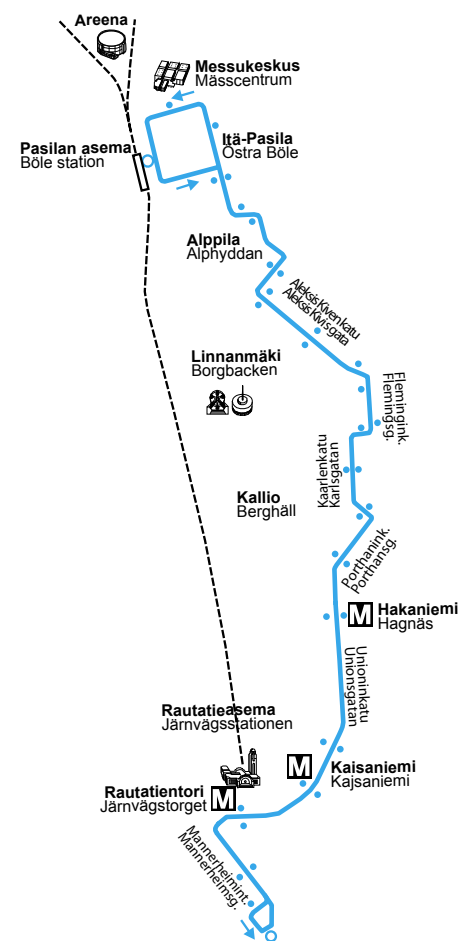 Areena
Messukeskus
Mässcentrum
Itä-Pasila
Östra Böle
Pasilan asema
Böle station
Alppila
Alphyddan
Aleksis Kiven katu
Aleksis Kivis gata
Linnanmäki
Borgbacken
Flemingink.
Flemingsg.
Kaarlenkatu
Karlsgatan
Kallio
Berghäll
Porthanink.
Porthansg.
M Hakaniemi
Hagnäs
Unioninkatu
Unionsgatan
Rautatieasema
Järnvägsstationen
M Kaisaniemi
Kajsaniemi
Rautatientori
Järnvägstorget M
Mannerheimint.
Mannerheimsg.